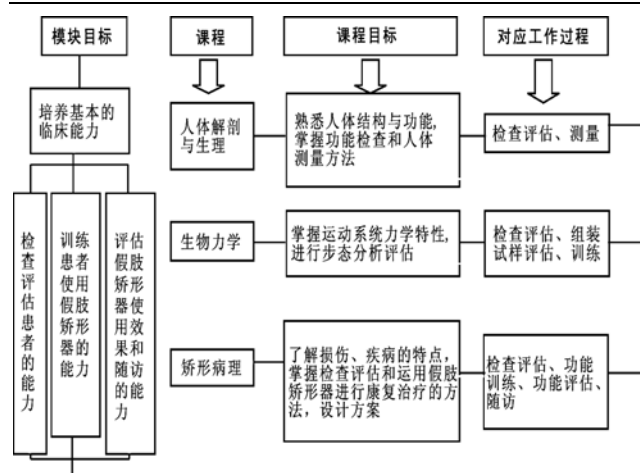 模块目标
培养基本的
临床能力
检查评估患者的能力
训练
患者
使用
假肢
矫形
器的
能力
评估
假肢
矫形
器使
用效
果和
随访
的能
力
课程
人体解剖
与生理
生物力学
矫形病理
课程目标
熟悉人体结构与功能,
掌握功能检查和人体
测量方法
掌握运动系统力学特性,
进行步态分析评估
了解损伤、疾病的特点,
掌握检查评估和运用假肢
矫形器进行康复治疗的方
法，设计方案
对应工作过程
检查评估、测量
检查评估、组装
试样评估、训练
检查评估、功能
训练、功能评估、
随访